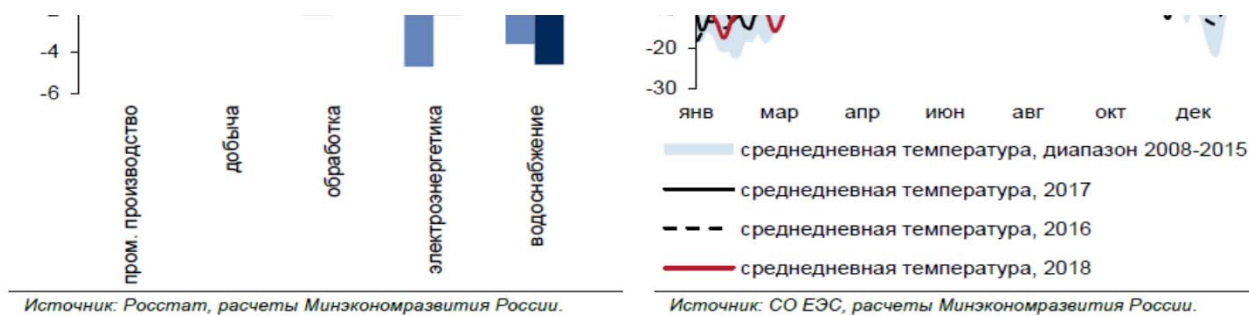 -4
-6
пром. производство
добыча
обработка
электроэнергетика
водоснабжение
Источник: Росстат, расчеты Минэкономразвития России.
-20
-30
янв мар апр июн авг окт дек
среднедневная температура, диапазон 2008-2015
среднедневная температура, 2017
среднедневная температура, 2016
среднедневная температура, 2018
Источник: СО ЕЭС, расчеты Минэкономразвития России.